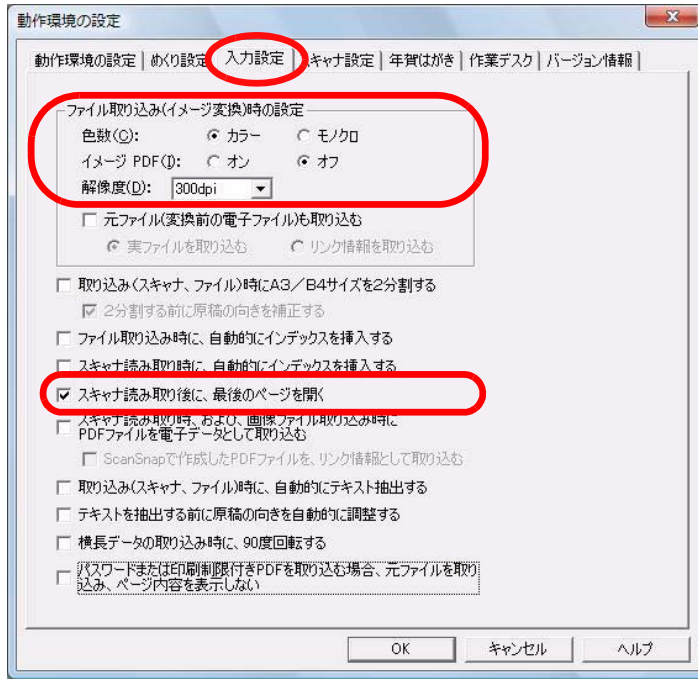 動作環境の設定
動作環境の設定 めくり設定 入力設定 スキャナ設定 年賀はがき 作業デスク バージョン情報
ファイル取り込み(イメージ変換)時の設定
色数(C): カラー モノクロ
イメージ PDF(I): オン オフ
解像度(D): 300dpi
元ファイル(変換前の電子ファイル)も取り込む
実ファイルを取り込む リンク情報を取り込む
取り込み(スキャナ、ファイル)時にA3／B4サイズを2分割する
2分割する前に原稿の向きを補正する
ファイル取り込み時に、自動的にインデックスを挿入する
スキャナ読み取り時に、自動的にインデックスを挿入する
スキャナ読み取り後に、最後のページを開く
スキャナ読み取り時、および、画像ファイル取り込み時に
PDFファイルを電子データとして取り込む
ScanSnapで作成したPDFファイルを、リンク情報として取り込む
取り込み(スキャナ、ファイル)時に、自動的にテキスト抽出する
テキストを抽出する前に原稿の向きを自動的に調整する
横長データの取り込み時に、90度回転する
パスワードまたは印刷制限付きPDFを取り込む場合、元ファイルを取り
込み、ページ内容を表示しない
OK キャンセル ヘルプ